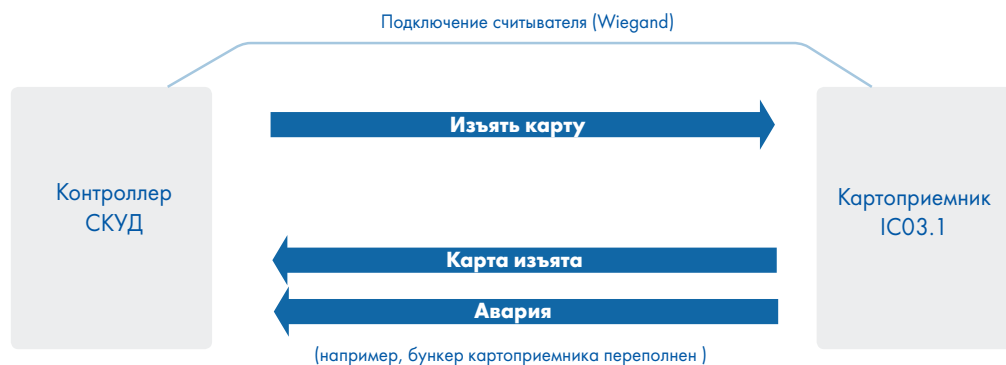 Подключение считывателя (Wiegand)
Изъять карту
Контроллер
СКУД
Картоприемник
IC03.1
Карта изъята
Авария
(например, бункер картоприемника переполнен )